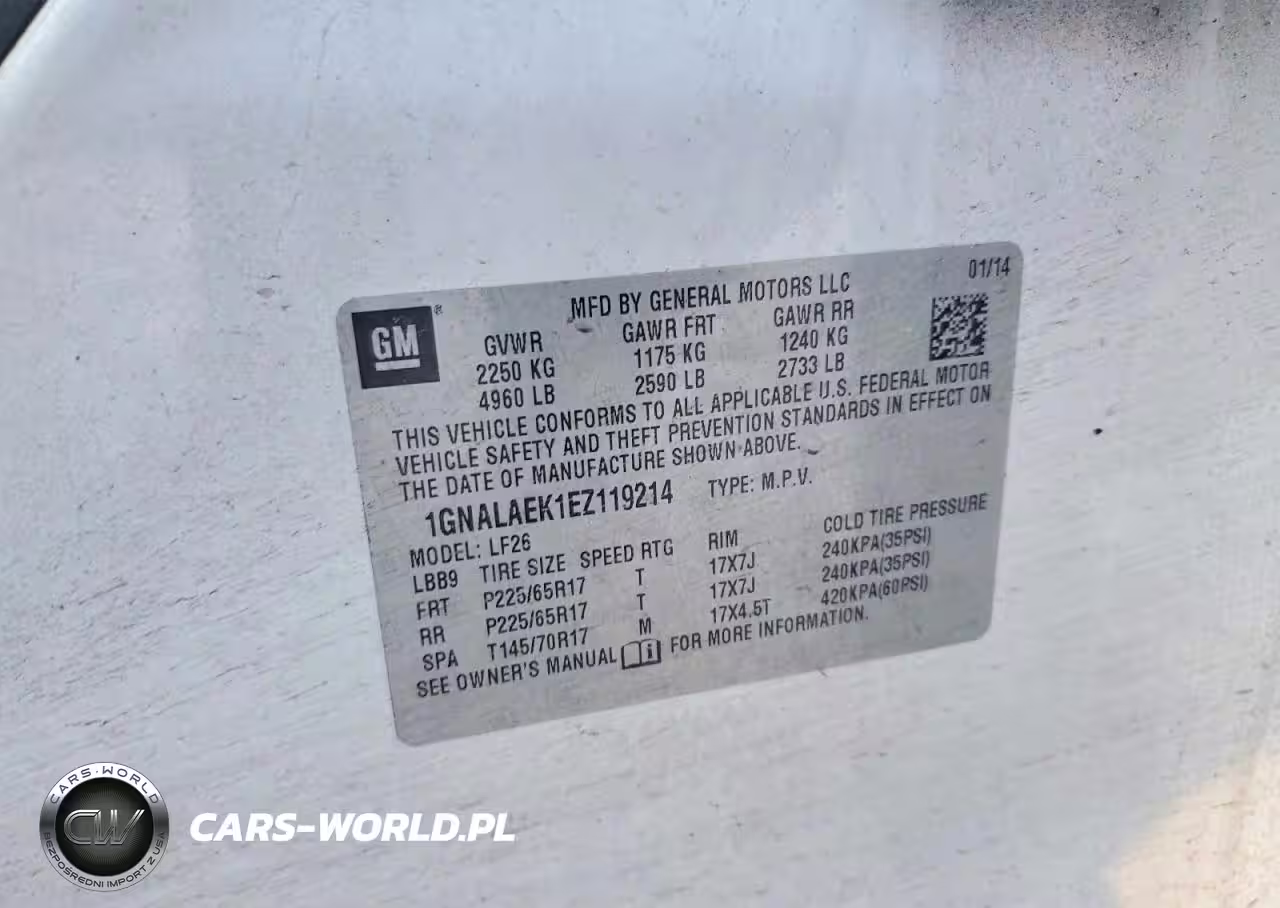 01/14
MFD BY GENERAL MOTORS LLC
GM®
GVWR GAWR FRT GAWR RR
2250 KG 1175 KG 1240 KG
4960 LB 2590 LB 2733 LB
THIS VEHICLE CONFORMS TO ALL APPLICABLE U.S. FEDERAL MOTOR
VEHICLE SAFETY AND THEFT PREVENTION STANDARDS IN EFFECT ON
THE DATE OF MANUFACTURE SHOWN ABOVE.
1GNALAEK1EZ119214 TYPE: M.P.V.
MODEL: LF26
LBB9 TIRE SIZE SPEED RTG RIM COLD TIRE PRESSURE
FRT P225/65R17 T 17X7J 240KPA(35PSI)
RR P225/65R17 T 17X7J 240KPA(35PSI)
SPA T145/70R17 M 17X4.5T 420KPA(60PSI)
SEE OWNER'S MANUAL i FOR MORE INFORMATION.
CARS-WORLD
CW
BEZPOŚREDNI IMPORT Z USA
CARS-WORLD.PL